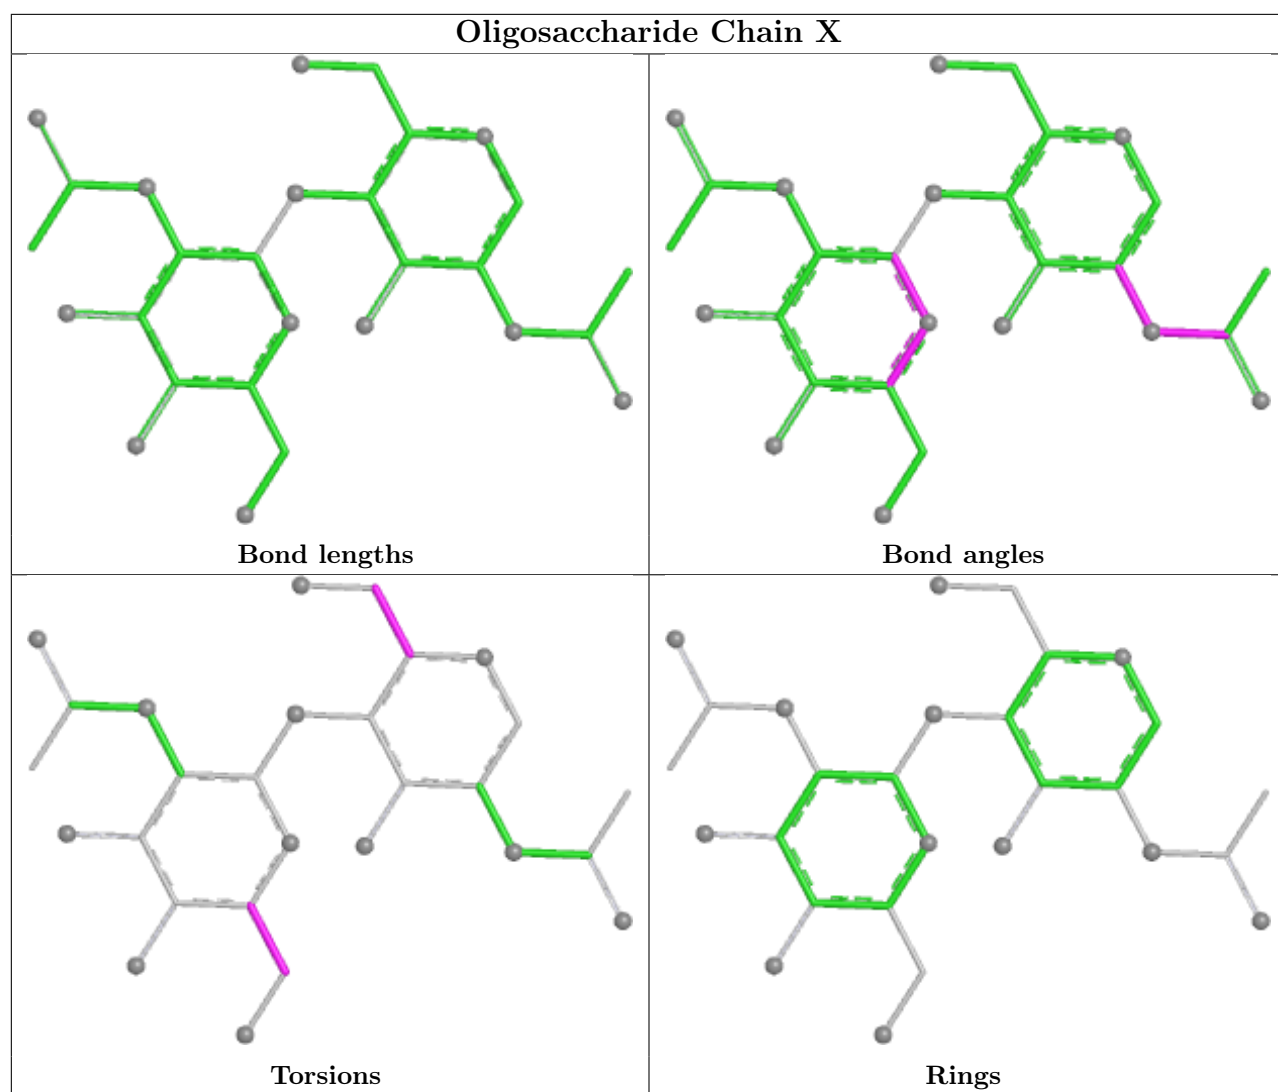 Oligosaccharide Chain X
Bond lengths
Bond angles
Torsions
Rings